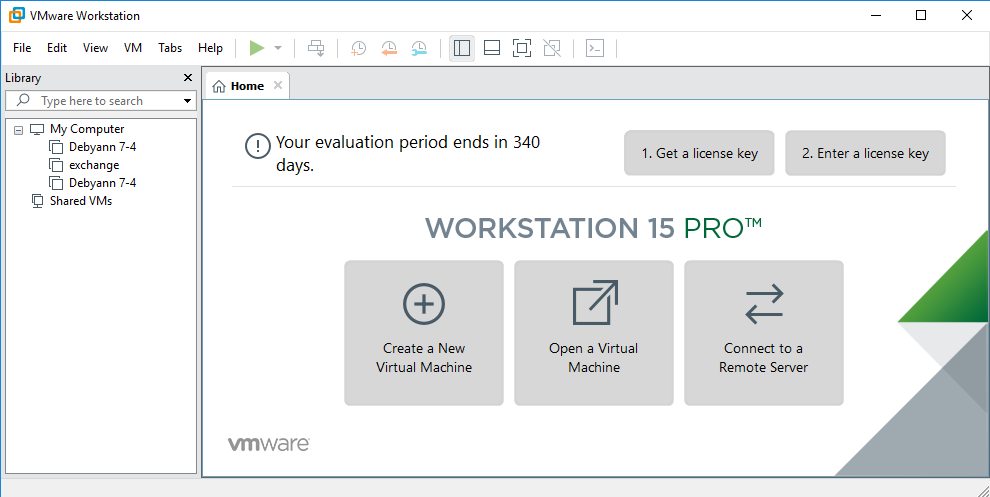 VMware Workstation
File Edit View VM Tabs Help
Library
Type here to search
My Computer
Debyann 7-4
exchange
Debyann 7-4
Shared VMs
Home
Your evaluation period ends in 340
days.
1. Get a license key
2. Enter a license key
WORKSTATION 15 PRO™
Create a New
Virtual Machine
Open a Virtual
Machine
Connect to a
Remote Server
vmware